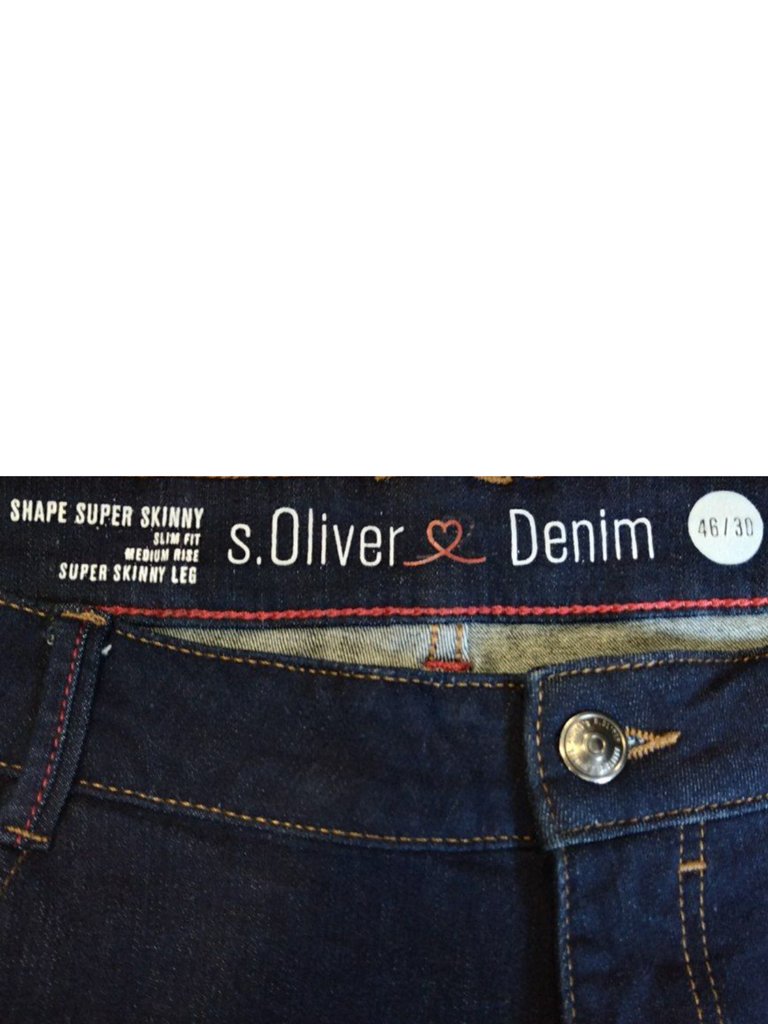 SHAPE SUPER SKINNY
SLIM FIT
MEDIUM RISE
SUPER SKINNY LEG
s.Oliver Denim
46/30